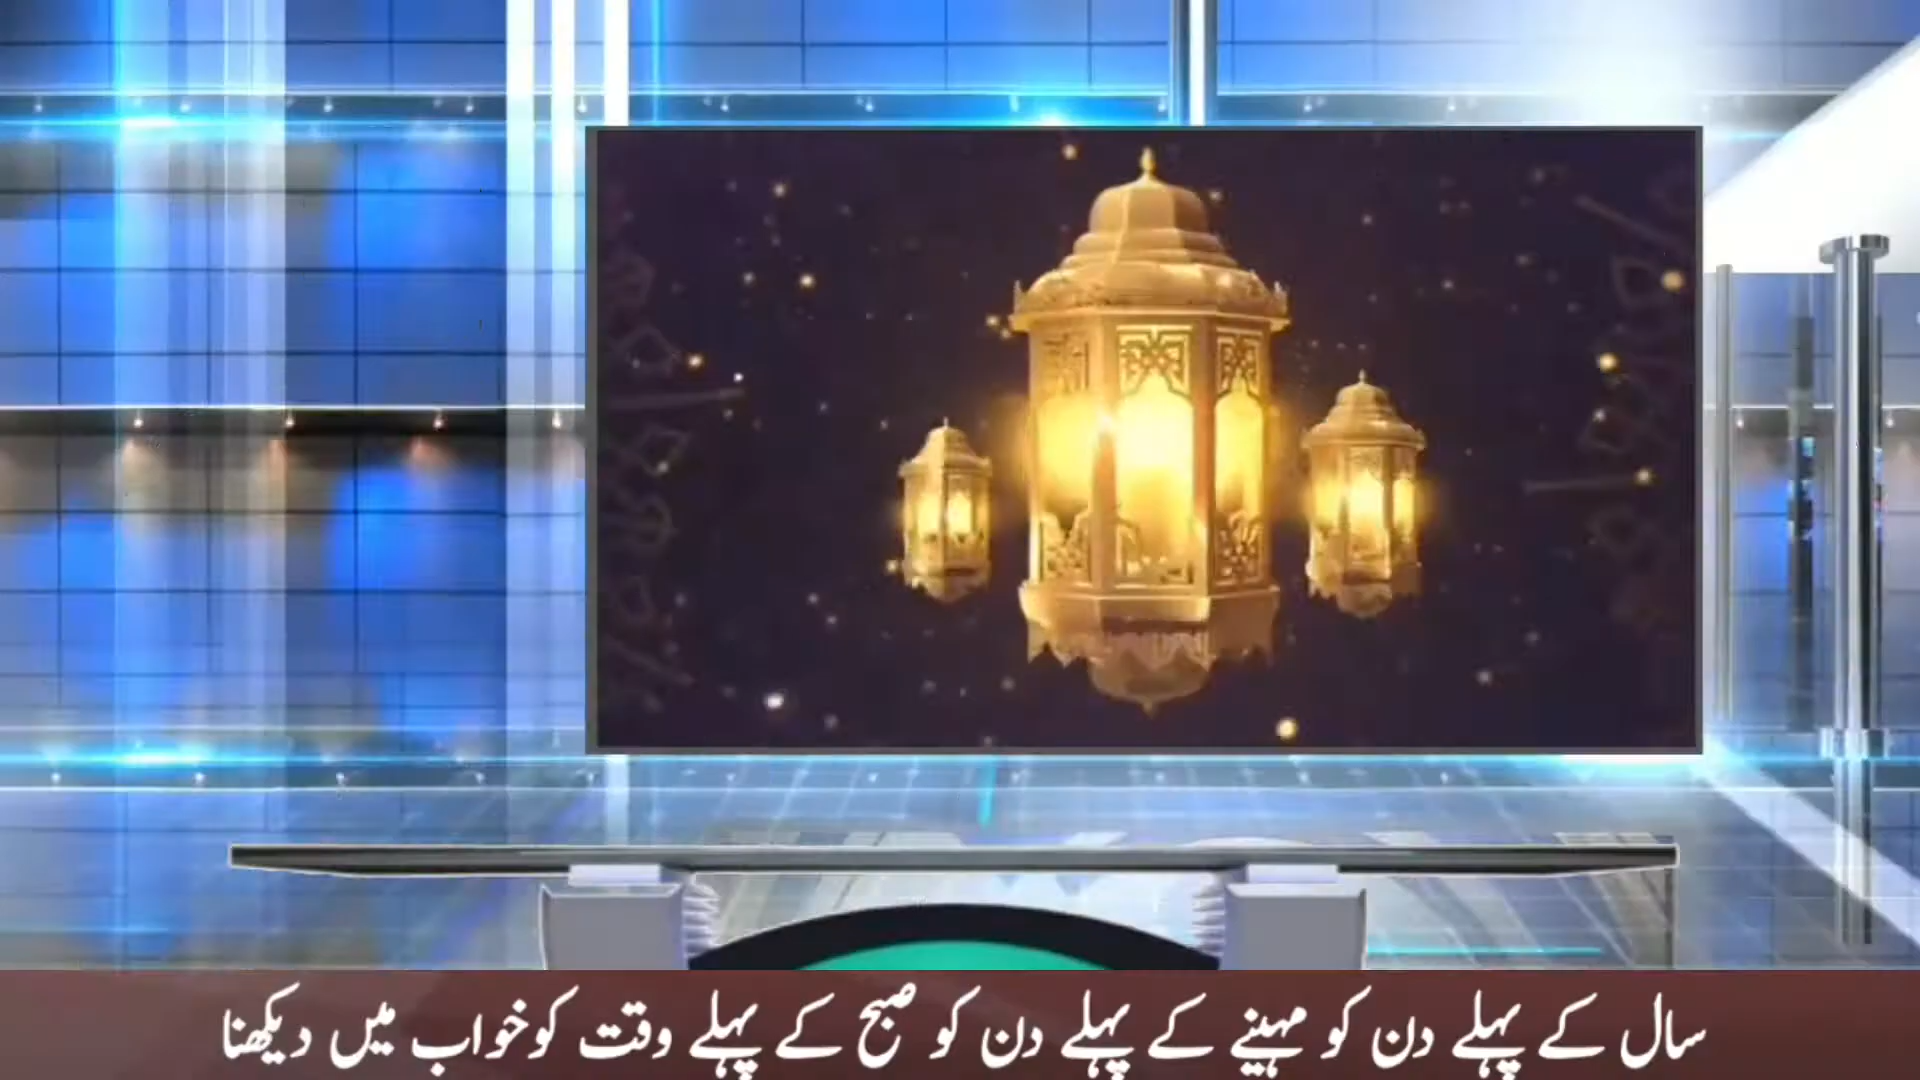 سال کے پہلے دن کو مہینے کے پہلے دن کو صبح کے پہلے وقت کو خواب میں دیکھنا